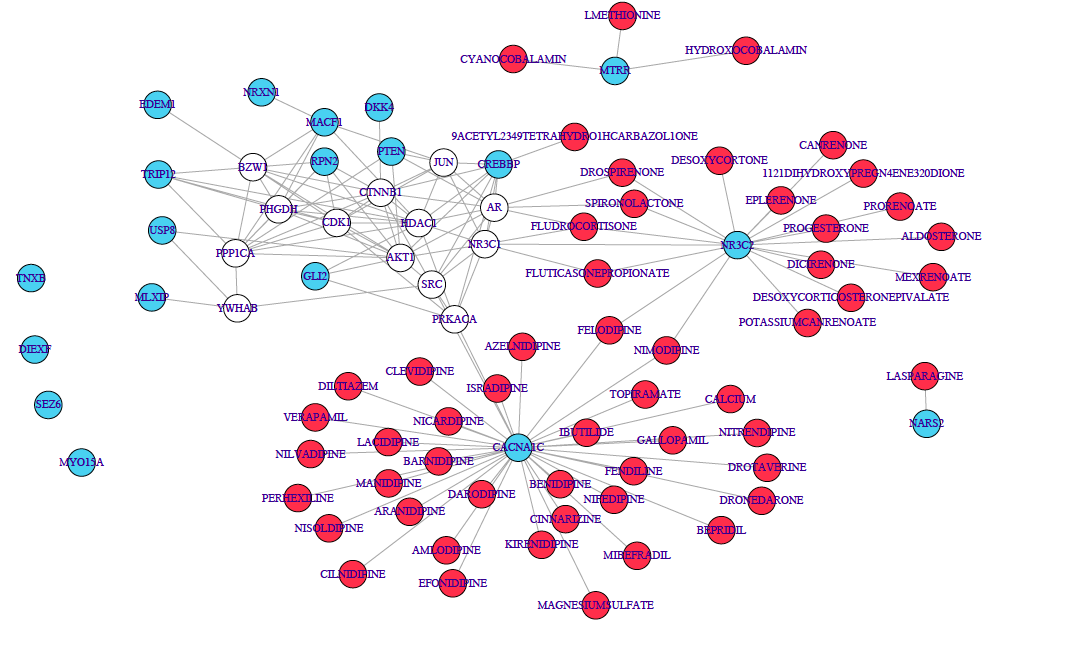 LMETHIONINE
HYDROXOCOBALAMIN
CYANOCOBALAMIN
MTRR
NRXN1
EDEM1
DKK4
MACF1
9ACETYL2349TETRAHYDRO1HCARBAZOL1ONE
CANRENONE
PTEN
JUN
CREBBP
DESOXYCORTONE
RPN2
BZW1
TRIP12
DROSPIRENONE
1121DIHYDROXYPREGN4ENE320DIONE
CTNNB1
EPLERENONE
SPIRONOLACTONE
PRORENOATE
PHGDH
AR
CDK1
HDAC1
FLUDROCORTISONE
PROGESTERONE
USP8
ALDOSTERONE
NR3C1
NR3C2
PPP1CA
AKT1
DICIRENONE
FLUTICASONEPROPIONATE
GLI2
TNXB
MEXRENOATE
SRC
MLXIP
DESOXYCORTICOSTERONEPIVALATE
YWHAB
PRKACA
POTASSIUMCANRENOATE
FELODIPINE
AZELNIDIPINE
DIEXF
NIMODIPINE
CLEVIDIPINE
LASPARAGINE
DILTIAZEM
ISRADIPINE
TOPIRAMATE
CALCIUM
SEZ6
VERAPAMIL
NICARDIPINE
NARS2
IBUTILIDE
NITRENDIPINE
LACIDIPINE
GALLOPAMIL
CACNA1C
NILVADIPINE
MYO15A
BARNIDIPINE
DROTAVERINE
FENDILINE
MANIDIPINE
BENIDIPINE
DARODIPINE
PERHEXILINE
NIFEDIPINE
DRONEDARONE
ARANIDIPINE
CINNARIZINE
NISOLDIPINE
BEPRIDIL
KIRENIDIPINE
AMLODIPINE
MIBEFRADIL
CILNIDIPINE
EFONIDIPINE
MAGNESIUMSULFATE